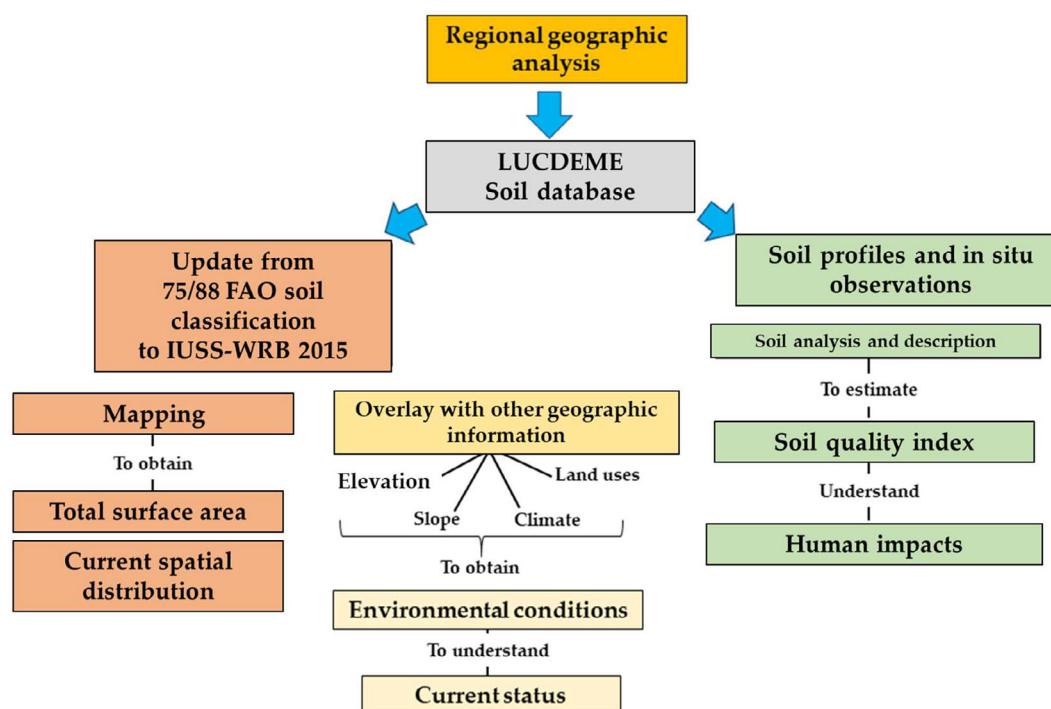 Regional geographic
analysis
LUCDEME
Soil database
Update from
75/88 FAO soil
classification
to IUSS-WRB 2015
Mapping
To obtain
Total surface area
Current spatial
distribution
Overlay with other geographic
information
Elevation
Land uses
Slope
Climate
To obtain
Environmental conditions
To understand
Current status
Soil profiles and in situ
observations
Soil analysis and description
To estimate
Soil quality index
Understand
Human impacts